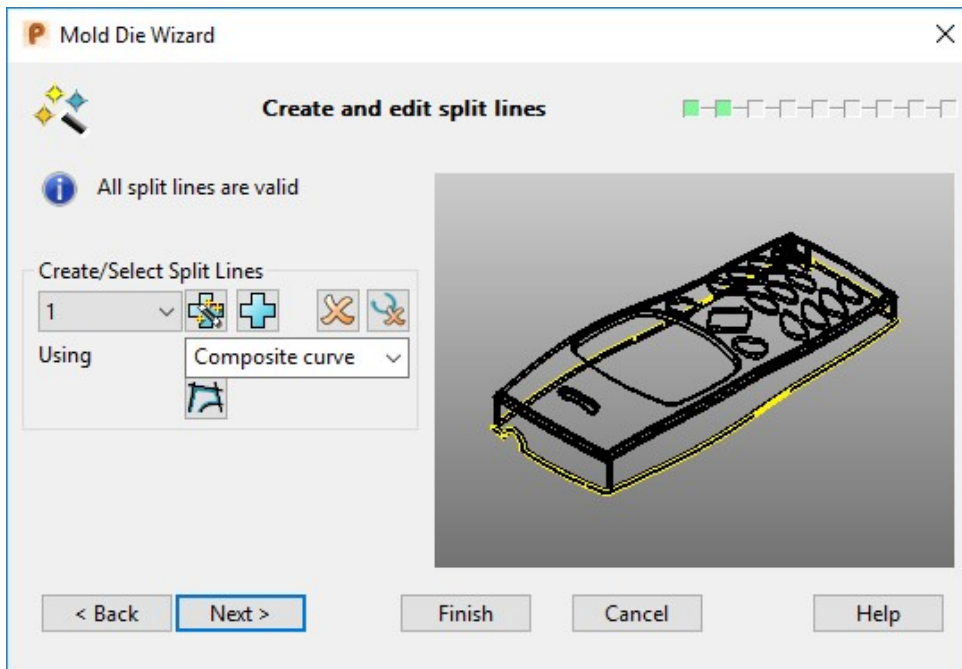 Mold Die Wizard
Create and edit split lines
All split lines are valid
Create/Select Split Lines
1
Using
Composite curve
< Back
Next >
Finish
Cancel
Help